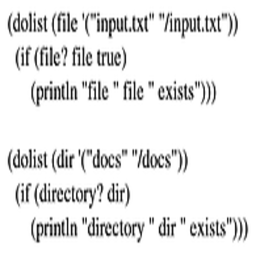 (dolist (file '("input.txt" "/input.txt"))
(if (file? file true)
(println "file " file " exists")))
(dolist (dir '("docs" "/docs"))
(if (directory? dir)
(println "directory " dir " exists")))